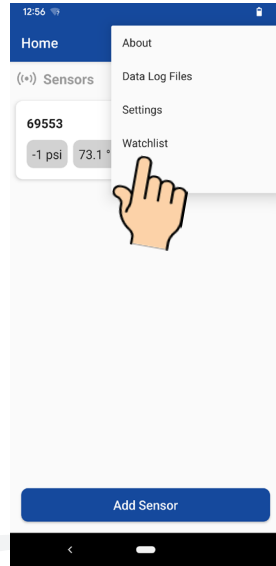 12:56
Home
About
Sensors
Data Log Files
Settings
69553
Watchlist
-1 psi
73.1 °
Add Sensor